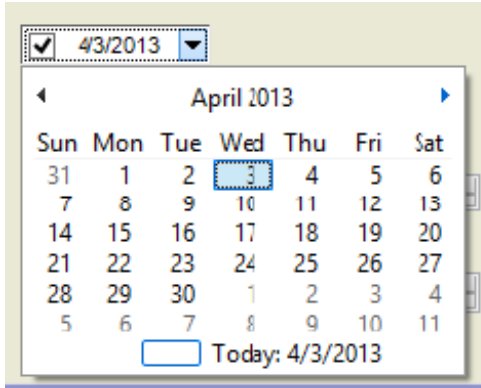 4/3/2013
April 2013
Sun Mon Tue Wed Thu Fri Sat
31 1 2 3 4 5 6
7 8 9 10 11 12 13
14 15 16 17 18 19 20
21 22 23 24 25 26 27
28 29 30 1 2 3 4
5 6 7 8 9 10 11
Today: 4/3/2013